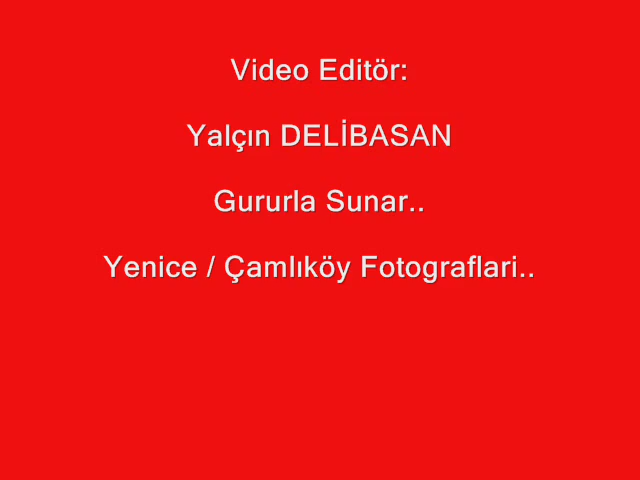 Video Editör:
Yalçın DELİBASAN
Gururla Sunar..
Yenice / Çamlıköy Fotograflari..